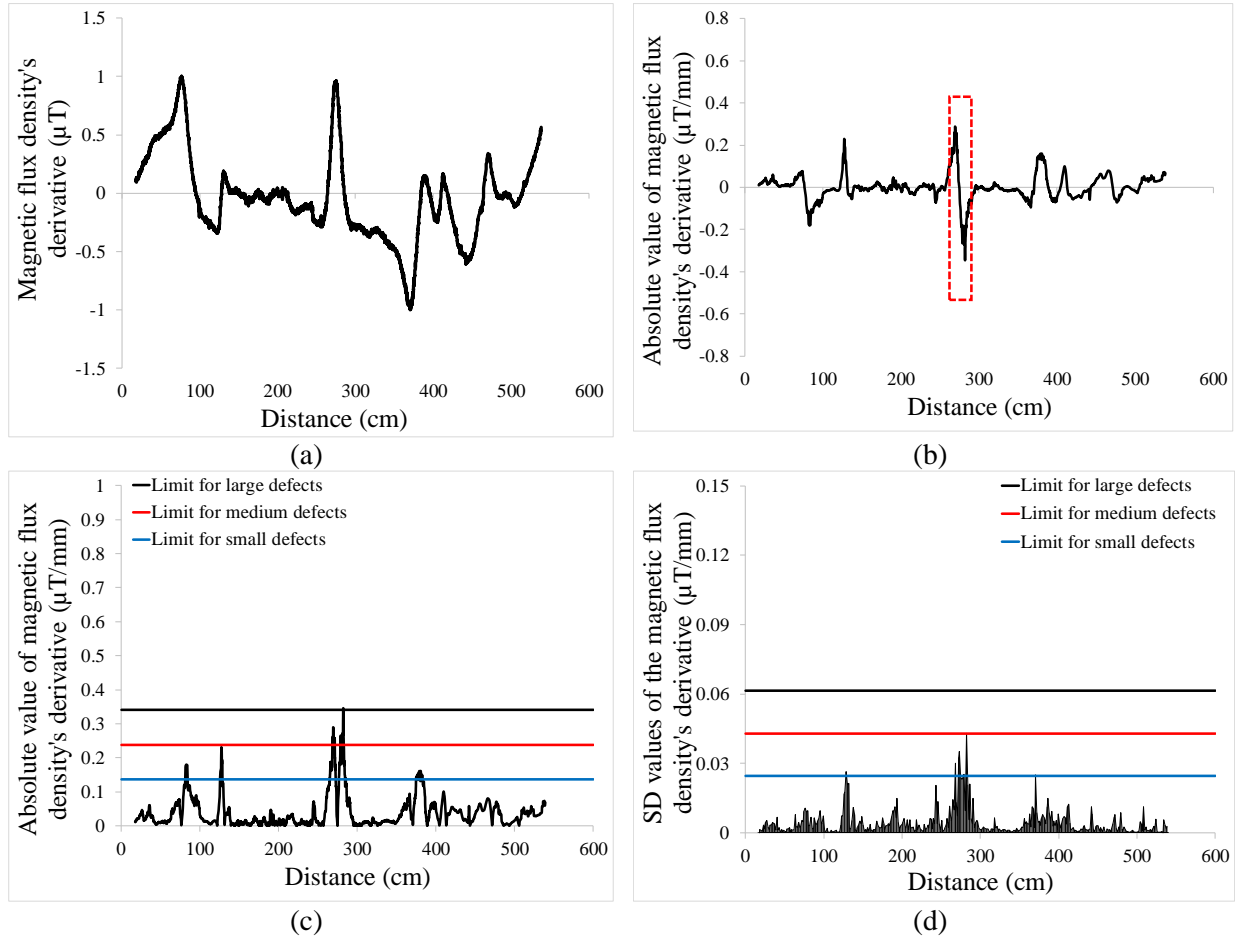 1.5
1
0.5
0
-0.5
-1
-1.5
Magnetic flux density's
derivative (µT)
0 100 200 300 400 500 600
Distance (cm)
(a)
0.8
0.6
0.4
0.2
0
-0.2
-0.4
-0.6
-0.8
Absolute value of magnetic flux
density's derivative (µT/mm)
0 100 200 300 400 500 600
Distance (cm)
(b)
1
0.9
0.8
0.7
0.6
0.5
0.4
0.3
0.2
0.1
0
Absolute value of magnetic flux
density's derivative (µT/mm)
Limit for large defects
Limit for medium defects
Limit for small defects
0 100 200 300 400 500 600
Distance (cm)
(c)
0.15
0.12
0.09
0.06
0.03
0
SD values of the magnetic flux
density's derivative (µT/mm)
Limit for large defects
Limit for medium defects
Limit for small defects
0 100 200 300 400 500 600
Distance (cm)
(d)